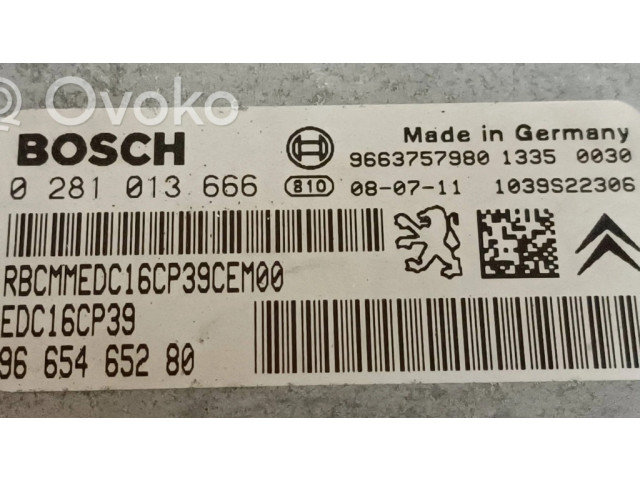 Ovoko
BOSCH
Made in Germany
9663757980 1335 0030
0 281 013 666
810
08-07-11 1039S22306
RBCMMEDC16CP39CEM00
EDC16CP39
96 654 652 80